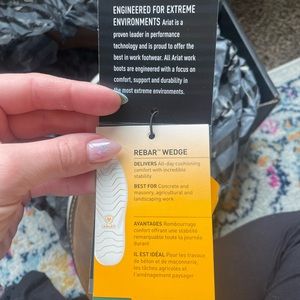 ENGINEERED FOR EXTREME
ENVIRONMENTS Ariat is a
proven leader in performance
technology and is proud to offer the
best in work footwear. All Ariat work
boots are engineered with a focus on
comfort, support and durability in
the most extreme environments.
REBAR™ WEDGE
DELIVERS All-day cushioning
comfort with incredible
stability
BEST FOR Concrete and
masonry, agricultural and
landscaping work
AVANTAGES Rembourrage
confort offrant une stabilité
remarquable toute la journée
durant
IL EST IDÉAL Pour les travaux
de béton et de maçonnerie,
les tâches agricoles et
l'aménagement paysager